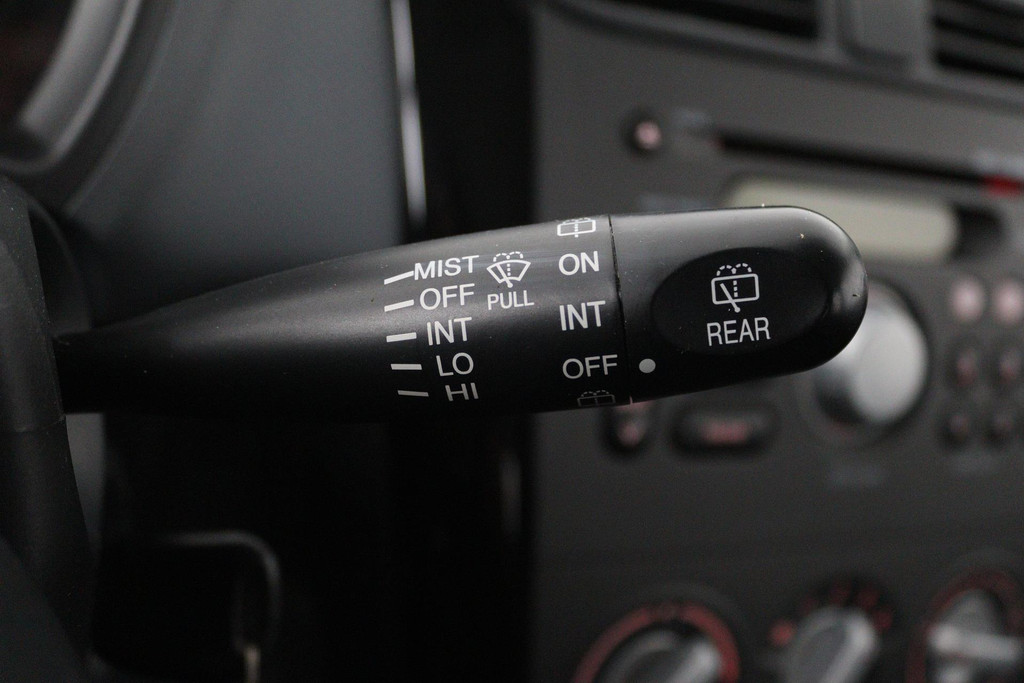 MIST
OFF
INT
LO
HI
PULL
ON
INT
OFF
REAR